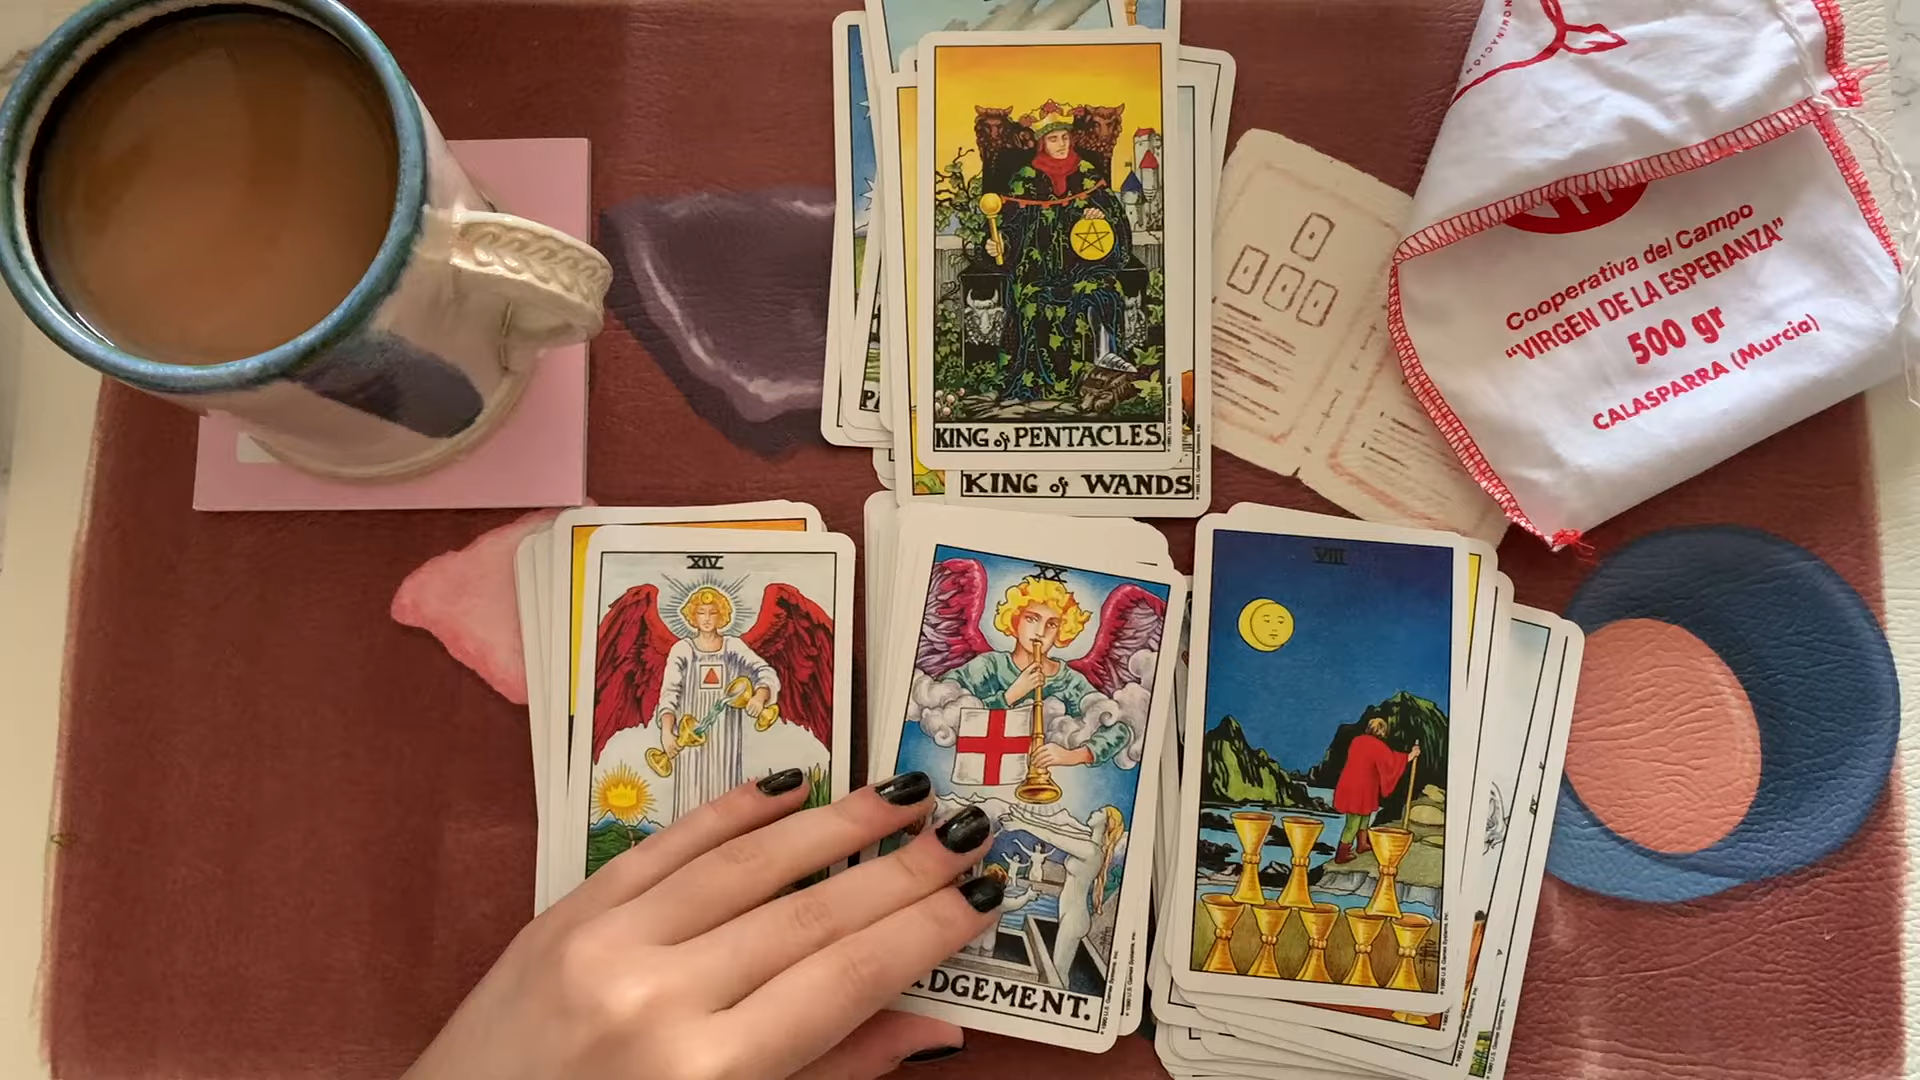 KING of PENTACLES
KING of WANDS
XIV
XX
VIII
DGEMENT.
Cooperativa del Campo
"VIRGEN DE LA ESPERANZA"
500 gr
CALASPARRA (Murcia)